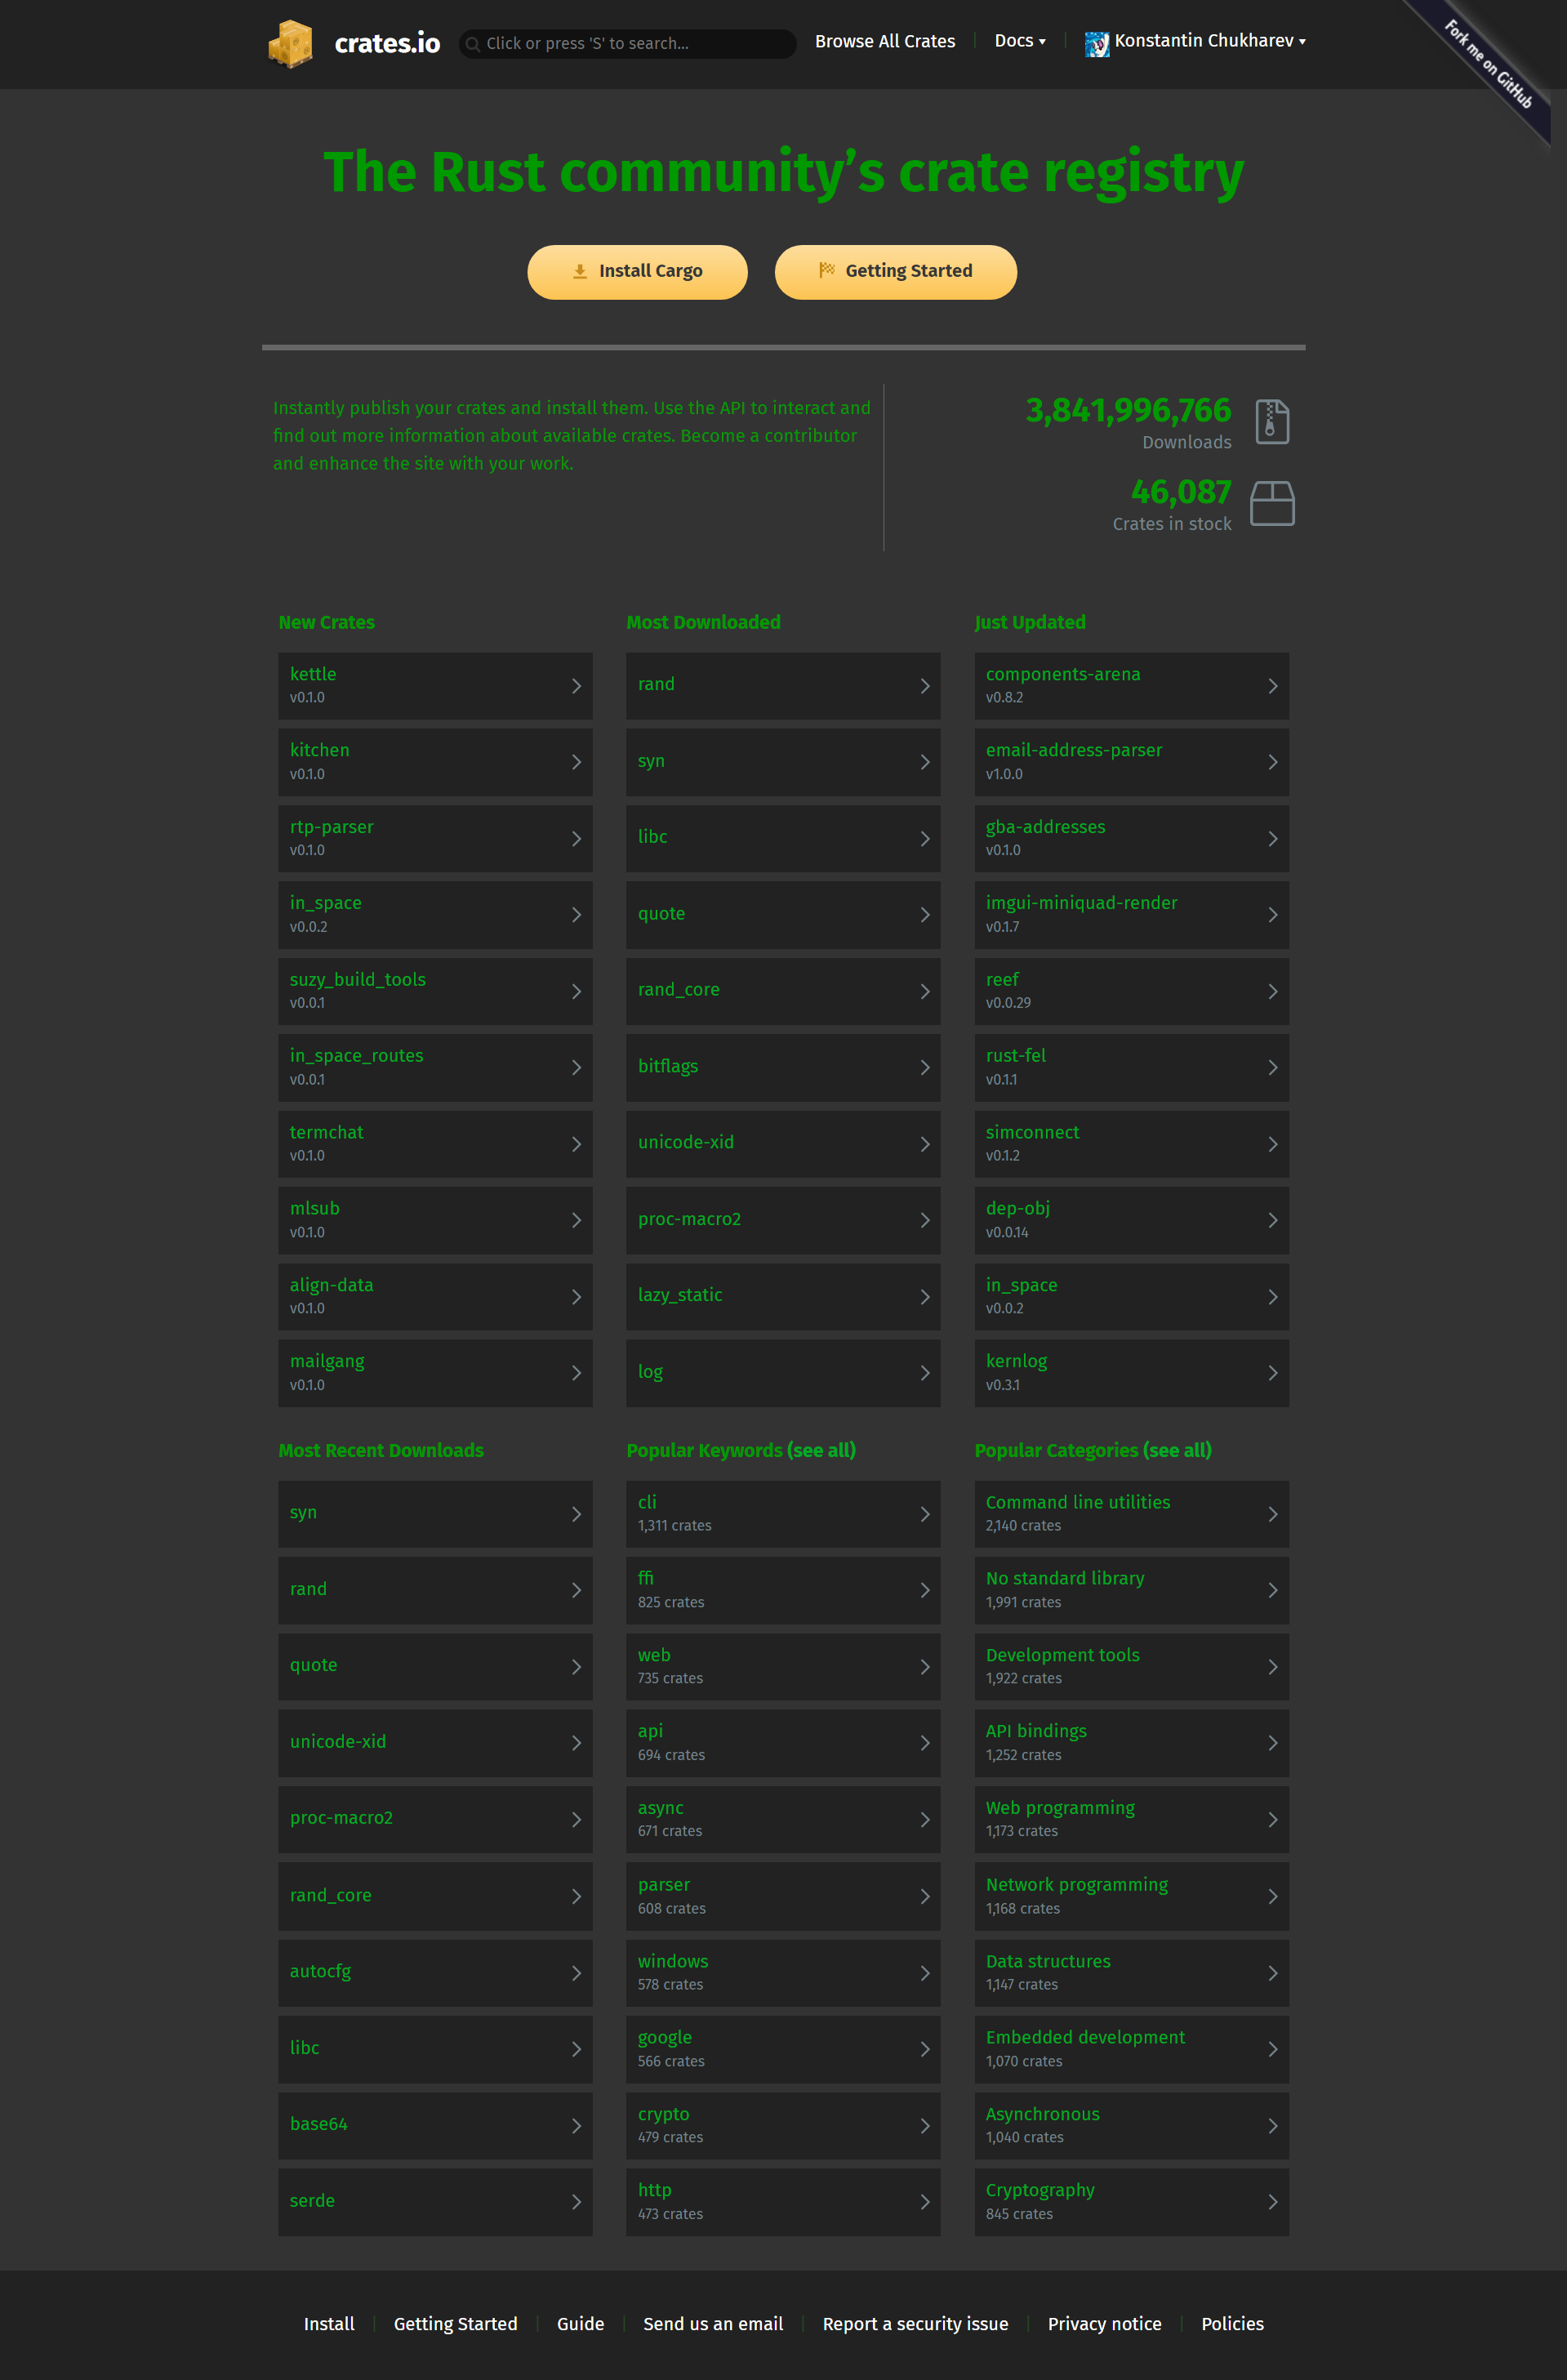 crates.io
Click or press 'S' to search...
Browse All Crates
Docs
Konstantin Chukharev
Fork me on GitHub
The Rust community’s crate registry
Install Cargo
Getting Started
Instantly publish your crates and install them. Use the API to interact and
find out more information about available crates. Become a contributor
and enhance the site with your work.
3,841,996,766
Downloads
46,087
Crates in stock
New Crates
kettle
v0.1.0
kitchen
v0.1.0
rtp-parser
v0.1.0
in_space
v0.0.2
suzy_build_tools
v0.0.1
in_space_routes
v0.0.1
termchat
v0.1.0
mlsub
v0.1.0
align-data
v0.1.0
mailgang
v0.1.0
Most Downloaded
rand
syn
libc
quote
rand_core
bitflags
unicode-xid
proc-macro2
lazy_static
log
Just Updated
components-arena
v0.8.2
email-address-parser
v1.0.0
gba-addresses
v0.1.0
imgui-miniquad-render
v0.1.7
reef
v0.0.29
rust-fel
v0.1.1
simconnect
v0.1.2
dep-obj
v0.0.14
in_space
v0.0.2
kernlog
v0.3.1
Most Recent Downloads
syn
rand
quote
unicode-xid
proc-macro2
rand_core
autocfg
libc
base64
serde
Popular Keywords (see all)
cli
1,311 crates
ffi
825 crates
web
735 crates
api
694 crates
async
671 crates
parser
608 crates
windows
578 crates
google
566 crates
crypto
479 crates
http
473 crates
Popular Categories (see all)
Command line utilities
2,140 crates
No standard library
1,991 crates
Development tools
1,922 crates
API bindings
1,252 crates
Web programming
1,173 crates
Network programming
1,168 crates
Data structures
1,147 crates
Embedded development
1,070 crates
Asynchronous
1,040 crates
Cryptography
845 crates
Install
Getting Started
Guide
Send us an email
Report a security issue
Privacy notice
Policies